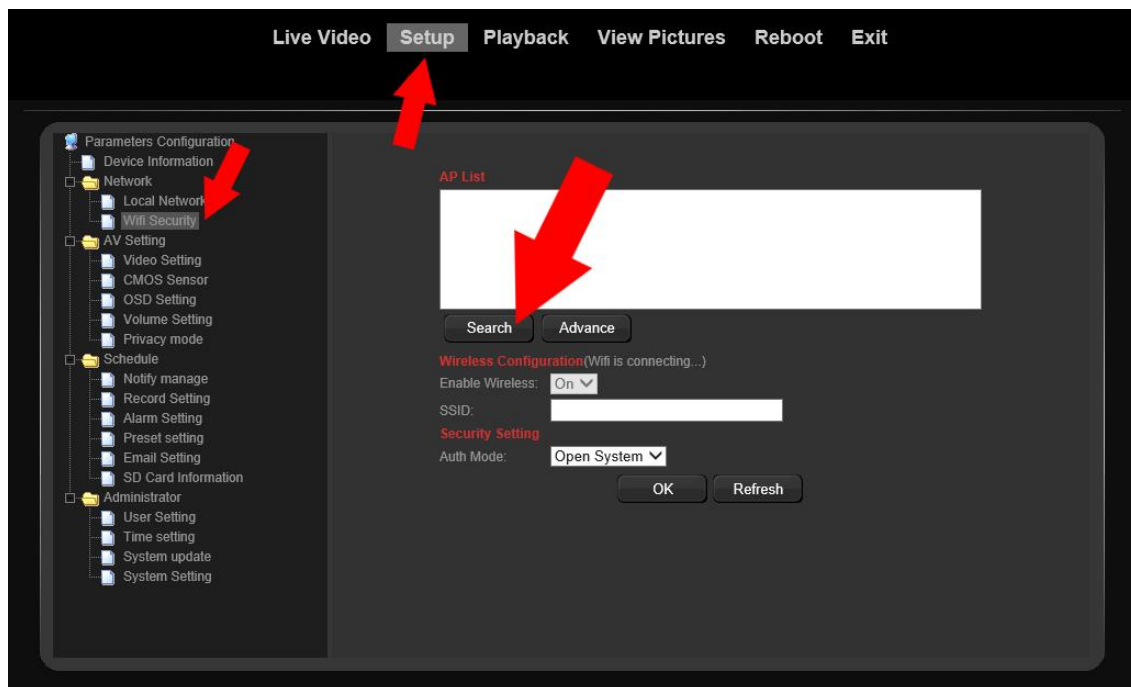 Live Video Setup Playback View Pictures Reboot Exit
Parameters Configuration
Device Information
Network
Local Network
Wifi Security
AV Setting
Video Setting
CMOS Sensor
OSD Setting
Volume Setting
Privacy mode
Schedule
Notify manage
Record Setting
Alarm Setting
Preset setting
Email Setting
SD Card Information
Administrator
User Setting
Time setting
System update
System Setting
AP List
Search Advance
Wireless Configuration(Wifi is connecting...)
Enable Wireless: On
SSID:
Security Setting
Auth Mode: Open System
OK Refresh